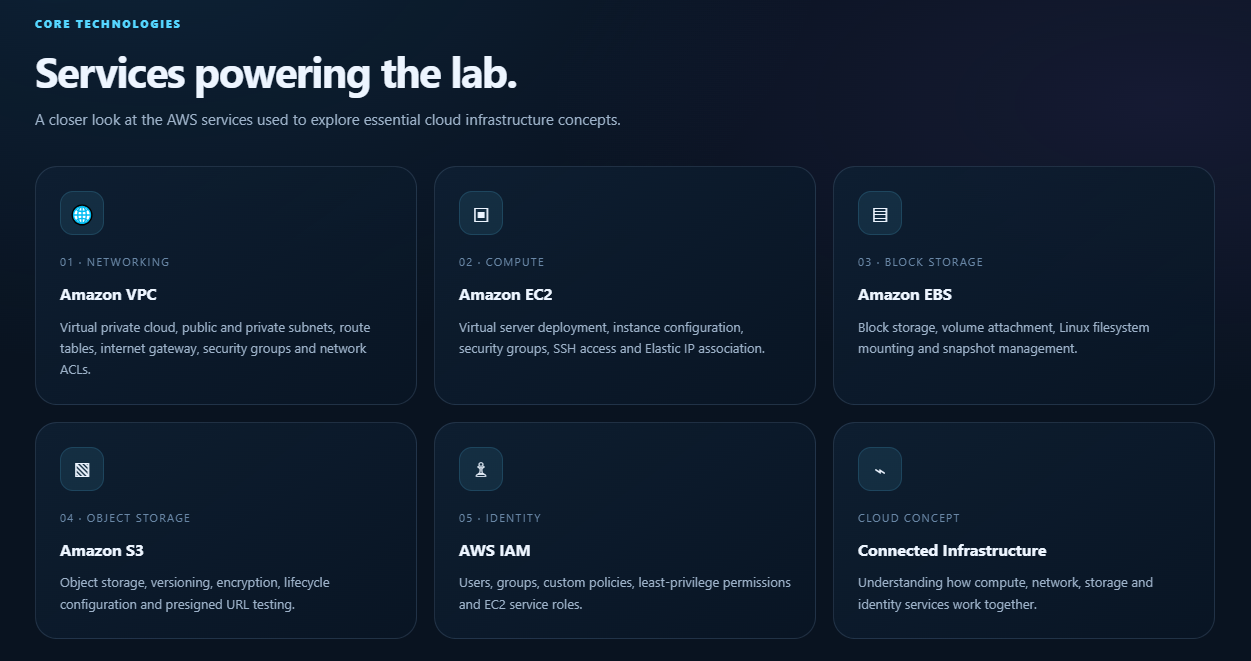 CORE TECHNOLOGIES
Services powering the lab.
A closer look at the AWS services used to explore essential cloud infrastructure concepts.
01 · NETWORKING
Amazon VPC
Virtual private cloud, public and private subnets, route
tables, internet gateway, security groups and network
ACLs.
02 · COMPUTE
Amazon EC2
Virtual server deployment, instance configuration,
security groups, SSH access and Elastic IP association.
03 · BLOCK STORAGE
Amazon EBS
Block storage, volume attachment, Linux filesystem
mounting and snapshot management.
04 · OBJECT STORAGE
Amazon S3
Object storage, versioning, encryption, lifecycle
configuration and presigned URL testing.
05 · IDENTITY
AWS IAM
Users, groups, custom policies, least-privilege permissions
and EC2 service roles.
CLOUD CONCEPT
Connected Infrastructure
Understanding how compute, network, storage and
identity services work together.